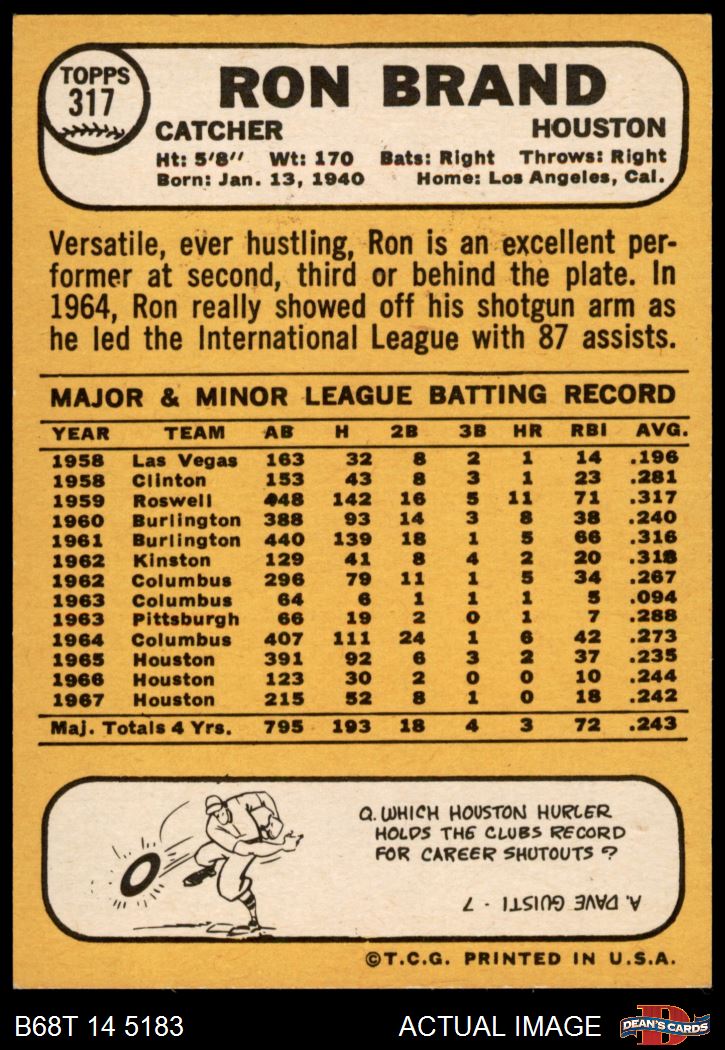 TOPPS
317
RON BRAND
CATCHER HOUSTON
Ht: 5'8" Wt: 170 Bats: Right Throws: Right
Born: Jan. 13, 1940 Home: Los Angeles, Cal.
Versatile, ever hustling, Ron is an excellent per-
former at second, third or behind the plate. In
1964, Ron really showed off his shotgun arm as
he led the International League with 87 assists.
MAJOR & MINOR LEAGUE BATTING RECORD
YEAR TEAM AB H 2B 3B HR RBI AVG.
1958 Las Vegas 163 32 8 2 1 14 .196
1958 Clinton 153 43 8 3 1 23 .281
1959 Roswell 448 142 16 5 11 71 .317
1960 Burlington 388 93 14 3 8 38 .240
1961 Burlington 440 139 18 1 5 66 .316
1962 Kinston 129 41 8 4 2 20 .318
1962 Columbus 296 79 11 1 5 34 .267
1963 Columbus 64 6 1 1 1 5 .094
1963 Pittsburgh 66 19 2 0 1 7 .288
1964 Columbus 407 111 24 1 6 42 .273
1965 Houston 391 92 6 3 2 37 .235
1966 Houston 123 30 2 0 0 10 .244
1967 Houston 215 52 8 1 0 18 .242
Maj. Totals 4 Yrs. 795 193 18 4 3 72 .243
Q. WHICH HOUSTON HURLER
HOLDS THE CLUBS RECORD
FOR CAREER SHUTOUTS?
A. DAVE GUISTI - 7
©T.C.G. PRINTED IN U.S.A.
B68T 14 5183 ACTUAL IMAGE DEAN'S CARDS